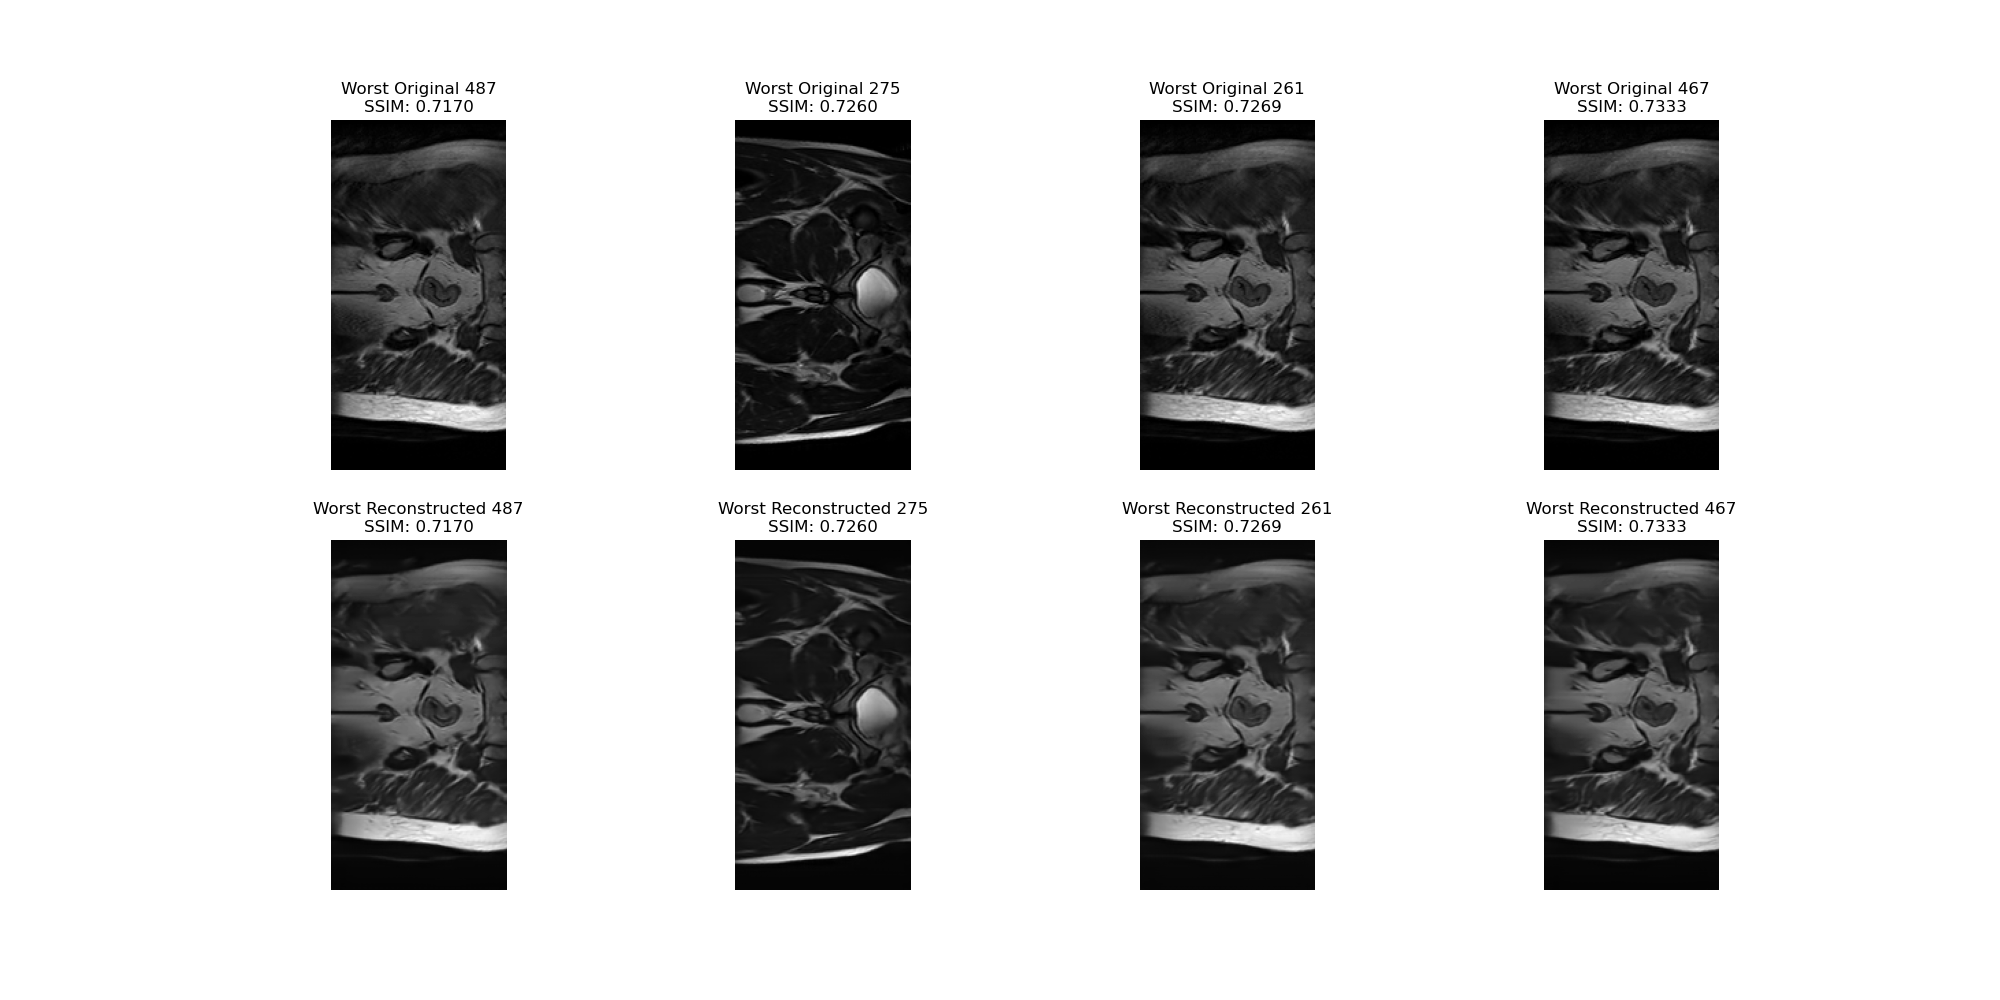 Worst Original 487
SSIM: 0.7170
Worst Original 275
SSIM: 0.7260
Worst Original 261
SSIM: 0.7269
Worst Original 467
SSIM: 0.7333
Worst Reconstructed 487
SSIM: 0.7170
Worst Reconstructed 275
SSIM: 0.7260
Worst Reconstructed 261
SSIM: 0.7269
Worst Reconstructed 467
SSIM: 0.7333